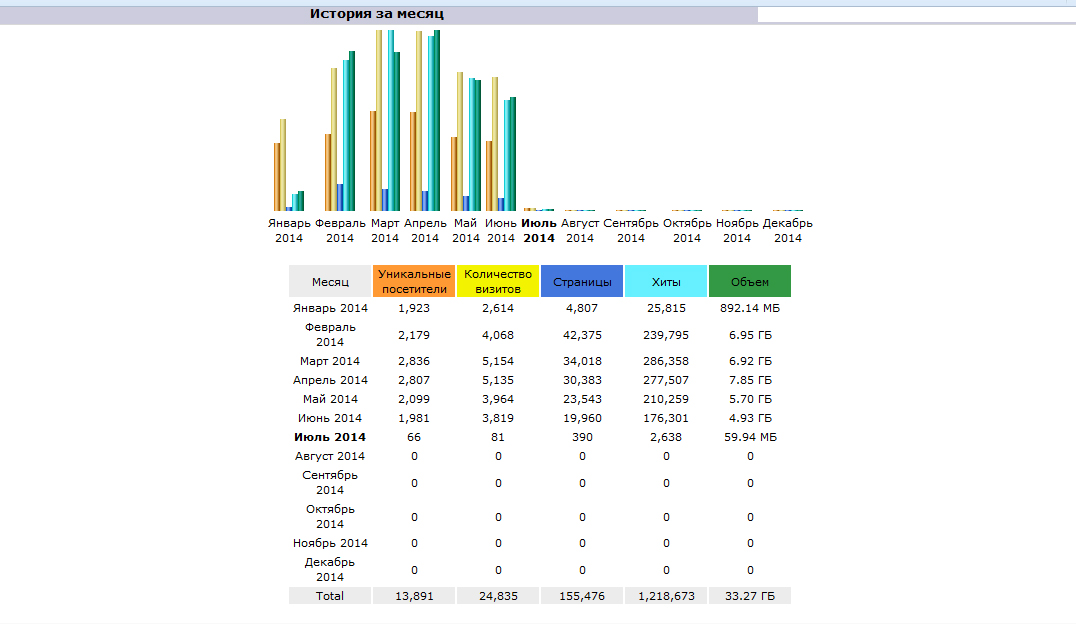 История за месяц
Январь Февраль Март Апрель Май Июнь Июль Август Сентябрь Октябрь Ноябрь Декабрь
2014 2014 2014 2014 2014 2014 2014 2014 2014 2014 2014 2014
Месяц Уникальные посетители Количество визитов Страницы Хиты Объем
Январь 2014 1,923 2,614 4,807 25,815 892.14 МБ
Февраль 2014 2,179 4,068 42,375 239,795 6.95 ГБ
Март 2014 2,836 5,154 34,018 286,358 6.92 ГБ
Апрель 2014 2,807 5,135 30,383 277,507 7.85 ГБ
Май 2014 2,099 3,964 23,543 210,259 5.70 ГБ
Июнь 2014 1,981 3,819 19,960 176,301 4.93 ГБ
Июль 2014 66 81 390 2,638 59.94 МБ
Август 2014 0 0 0 0 0
Сентябрь 2014 0 0 0 0 0
Октябрь 2014 0 0 0 0 0
Ноябрь 2014 0 0 0 0 0
Декабрь 2014 0 0 0 0 0
Total 13,891 24,835 155,476 1,218,673 33.27 ГБ